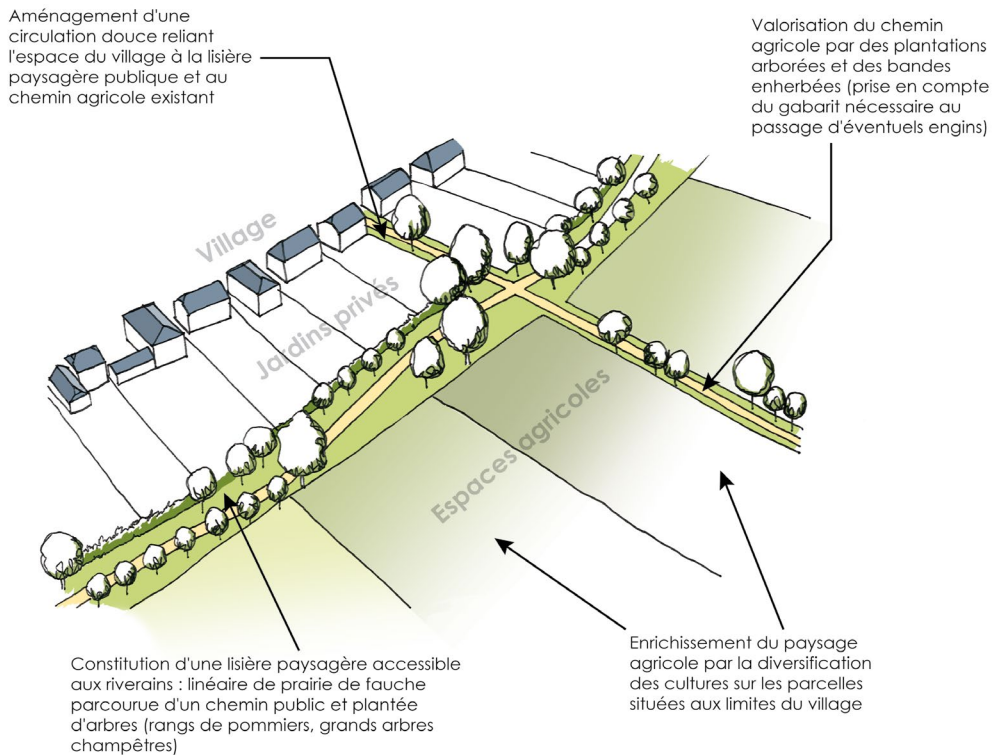 Aménagement d'une
circulation douce reliant
l'espace du village à la lisière
paysagère publique et au
chemin agricole existant
Valorisation du chemin
agricole par des plantations
arborées et des bandes
enherbées (prise en compte
du gabarit nécessaire au
passage d'éventuels engins)
Village
Jardins privés
Espaces agricoles
Constitution d'une lisière paysagère accessible
aux riverains : linéaire de prairie de fauche
parcourue d'un chemin public et plantée
d'arbres (rangs de pommiers, grands arbres
champêtres)
Enrichissement du paysage
agricole par la diversification
des cultures sur les parcelles
situées aux limites du village